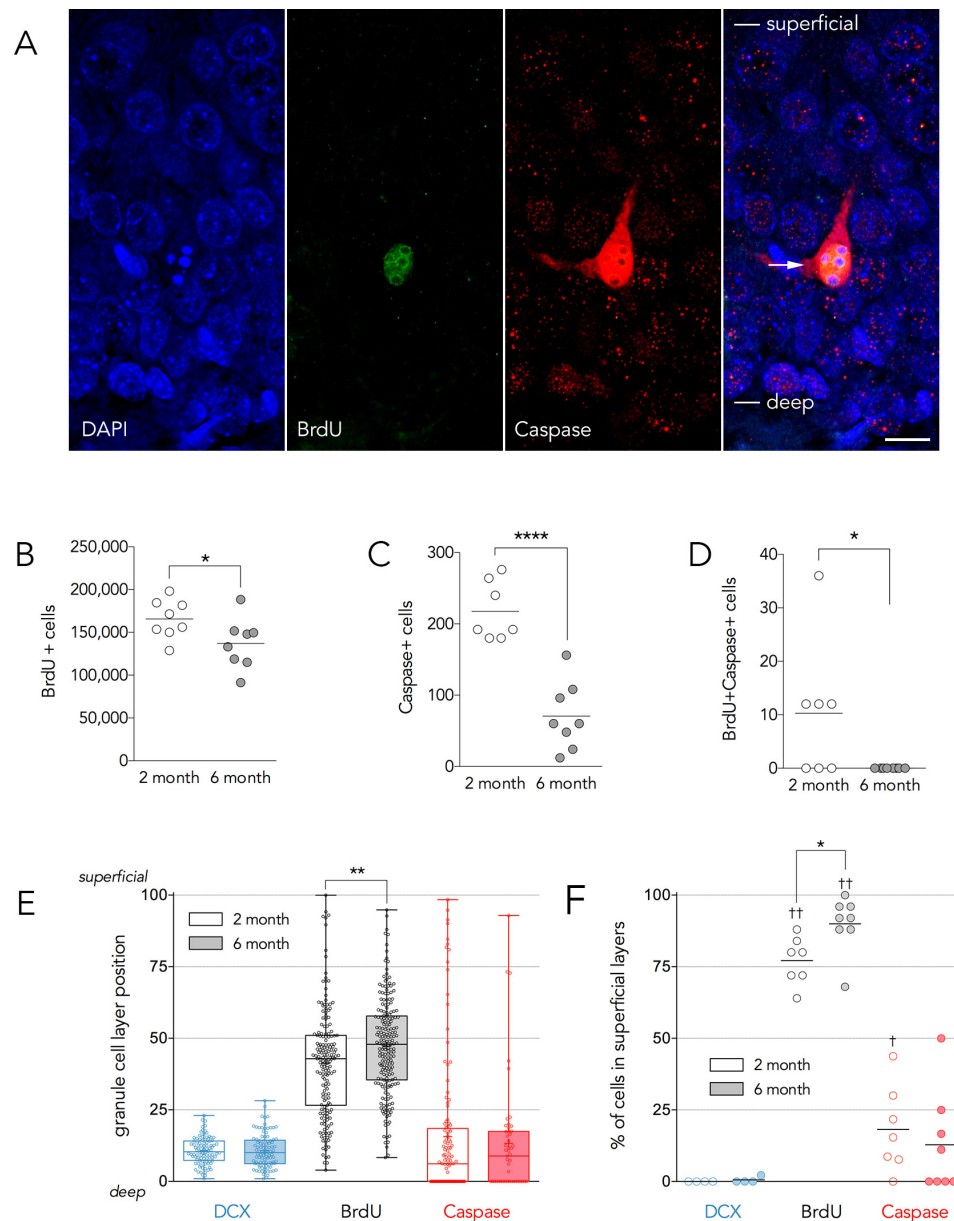 A
superficial
deep
DAPI
BrdU
Caspase
B
BrdU + cells
250,000
200,000
150,000
100,000
50,000
0
2 month
6 month
*
C
Caspase+ cells
300
200
100
0
2 month
6 month
****
D
BrdU+Caspase+ cells
40
30
20
10
0
2 month
6 month
*
E
superficial
granule cell layer position
100
75
50
25
0
deep
2 month
6 month
**
DCX
BrdU
Caspase
F
% of cells in superficial layers
100
75
50
25
0
*
††
††
†
2 month
6 month
DCX
BrdU
Caspase